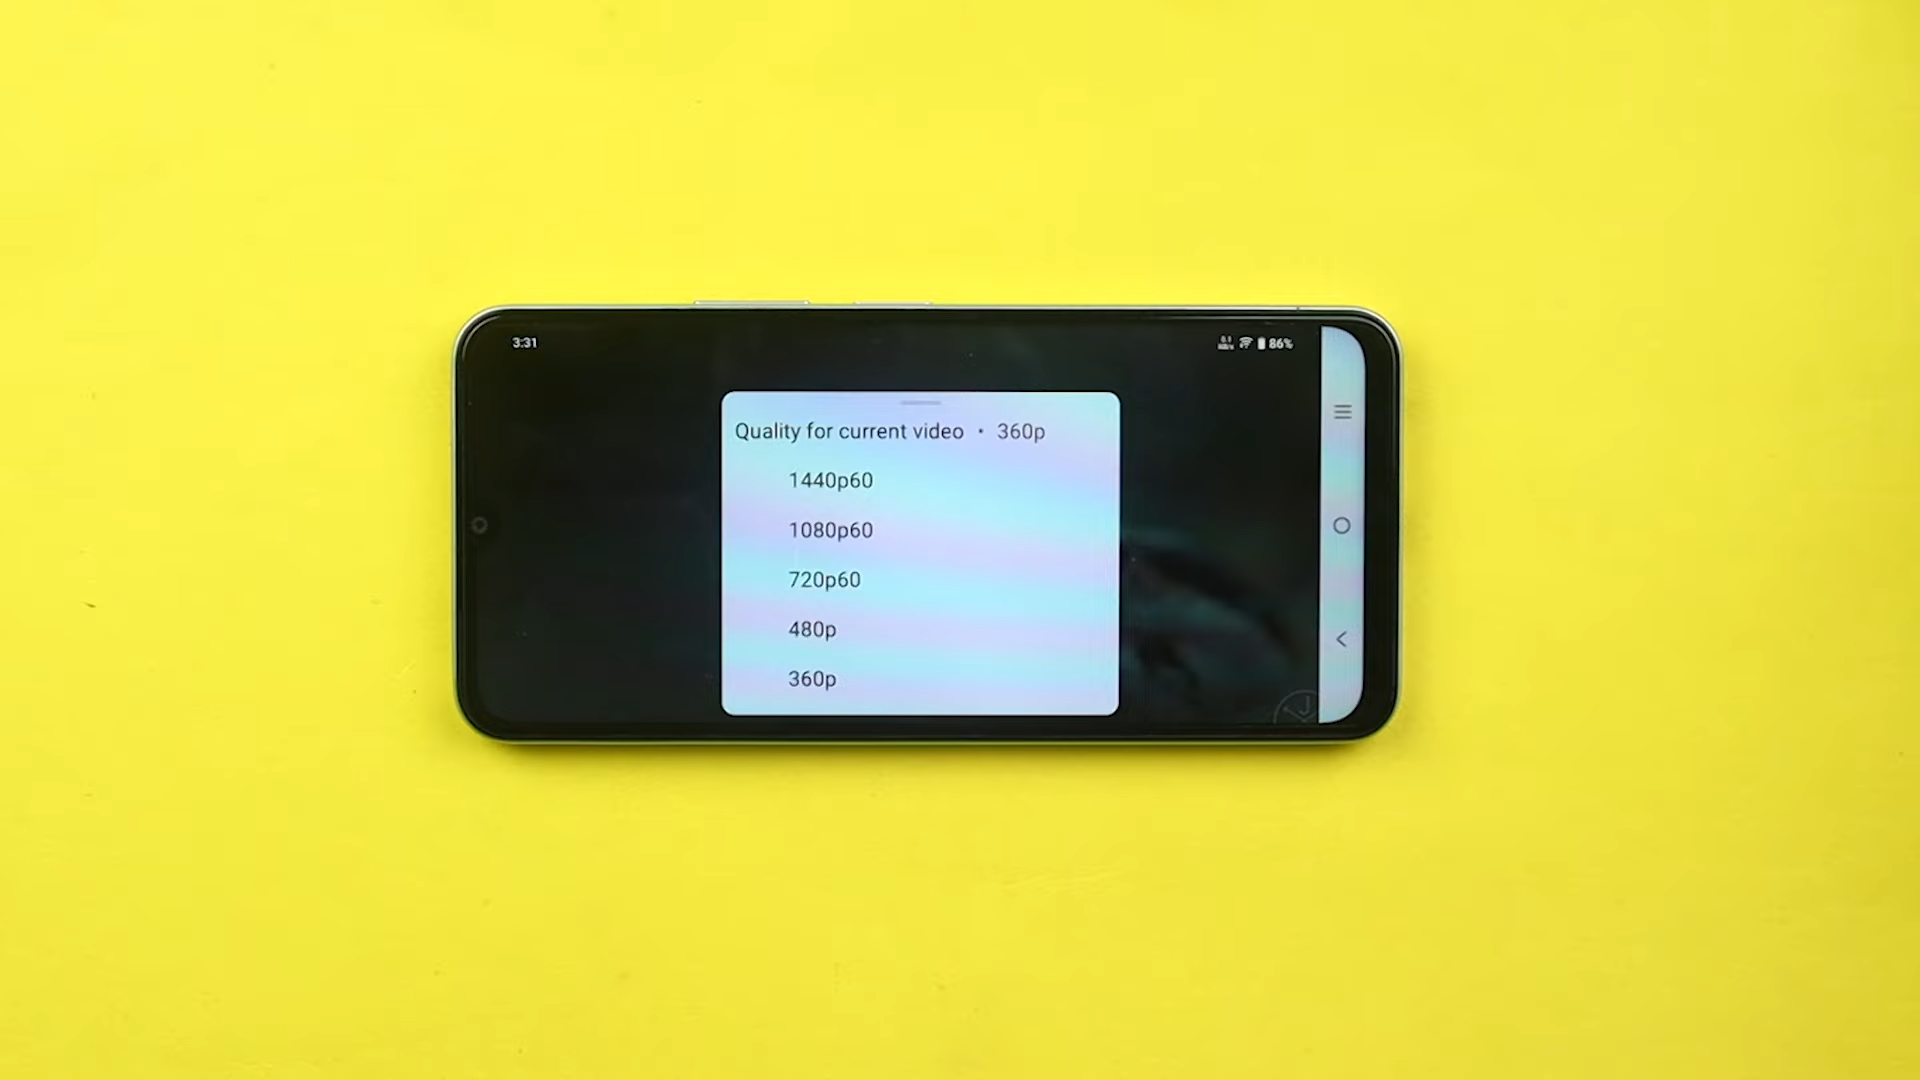 3:31
86%
Quality for current video • 360p
1440p60
1080p60
720p60
480p
360p